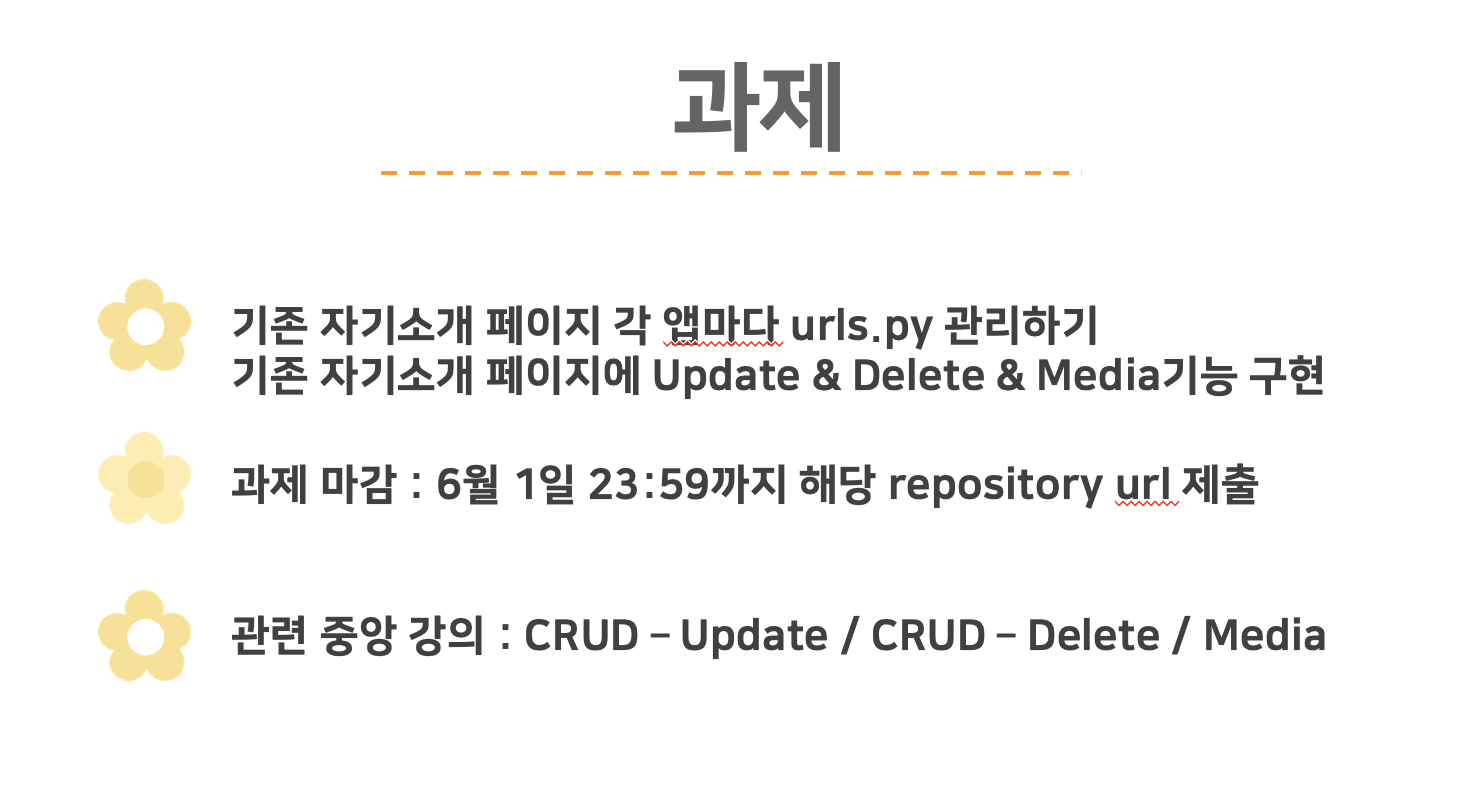 과제
기존 자기소개 페이지 각 앱마다 urls.py 관리하기
기존 자기소개 페이지에 Update & Delete & Media기능 구현
과제 마감 : 6월 1일 23:59까지 해당 repository url 제출
관련 중앙 강의 : CRUD – Update / CRUD – Delete / Media